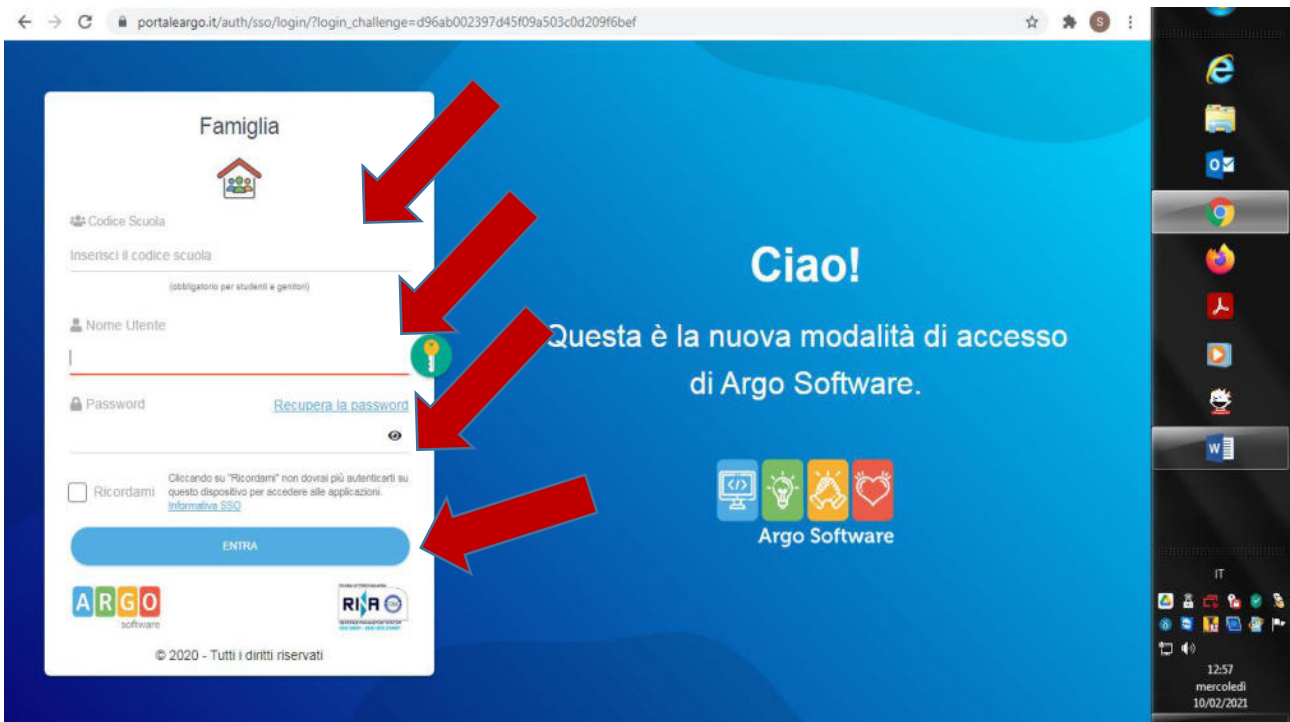 portaleargo.it/auth/sso/login/?login_challenge=d96ab002397d45f09a503c0d209f6bef
S
Famiglia
Codice Scuola
Inserisci il codice scuola
(obbligatorio per studenti e genitori)
Nome Utente
Password
Recupera la password
Ricordami
Cliccando su "Ricordami" non dovrai più autenticarti su
questo dispositivo per accedere alle applicazioni.
Informativa SSO
ENTRA
ARGO
software
RINA
© 2020 - Tutti i diritti riservati
Ciao!
Questa è la nuova modalità di accesso
di Argo Software.
Argo Software
IT
12:57
mercoledì
10/02/2021